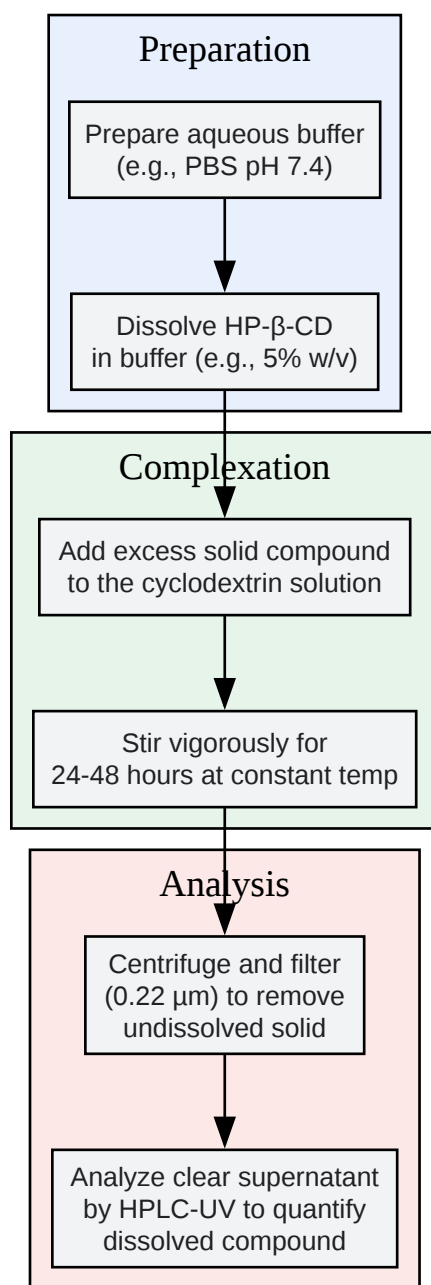 Preparation
Prepare aqueous buffer
(e.g., PBS pH 7.4)
Dissolve HP-β-CD
in buffer (e.g., 5% w/v)
Complexation
Add excess solid compound
to the cyclodextrin solution
Stir vigorously for
24-48 hours at constant temp
Analysis
Centrifuge and filter
(0.22 µm) to remove
undissolved solid
Analyze clear supernatant
by HPLC-UV to quantify
dissolved compound